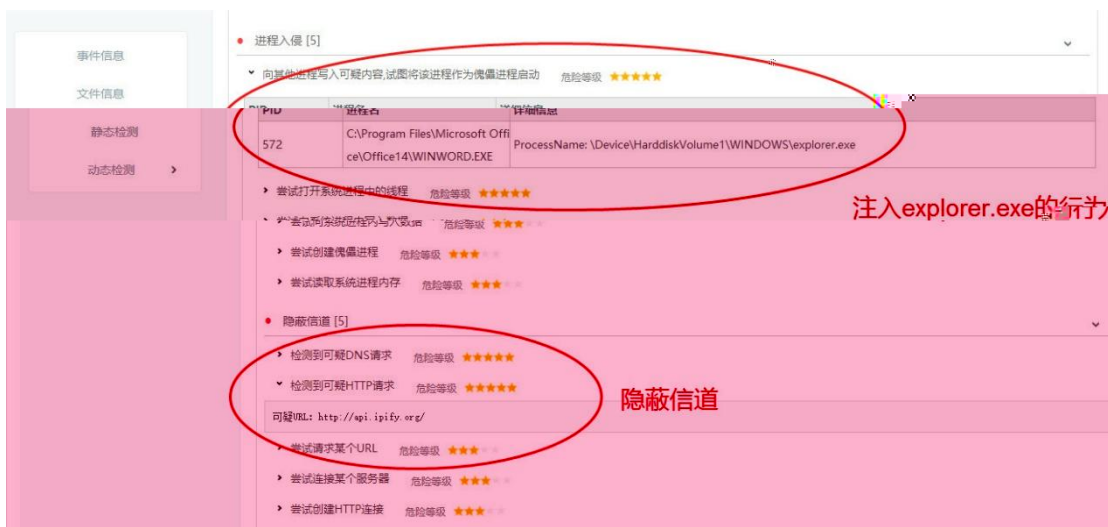 事件信息
文件信息
静态检测
动态检测
进程入侵 [5]
向其他进程写入可疑内容,试图将该进程作为傀儡进程启动 危险等级
PID 进程名 详细信息
572 C:\Program Files\Microsoft Offi
ce\Office14\WINWORD.EXE ProcessName: \Device\HarddiskVolume1\WINDOWS\explorer.exe
尝试打开系统进程中的线程 危险等级
注入explorer.exe的行为
危险等级
尝试创建傀儡进程 危险等级
尝试读取系统进程内存 危险等级
隐蔽信道 [5]
检测到可疑DNS请求 危险等级
检测到可疑HTTP请求 危险等级
隐蔽信道
可疑URL: http://api.ipify.org/
尝试请求某个URL 危险等级
尝试连接某个服务器 危险等级
尝试创建HTTP连接 危险等级